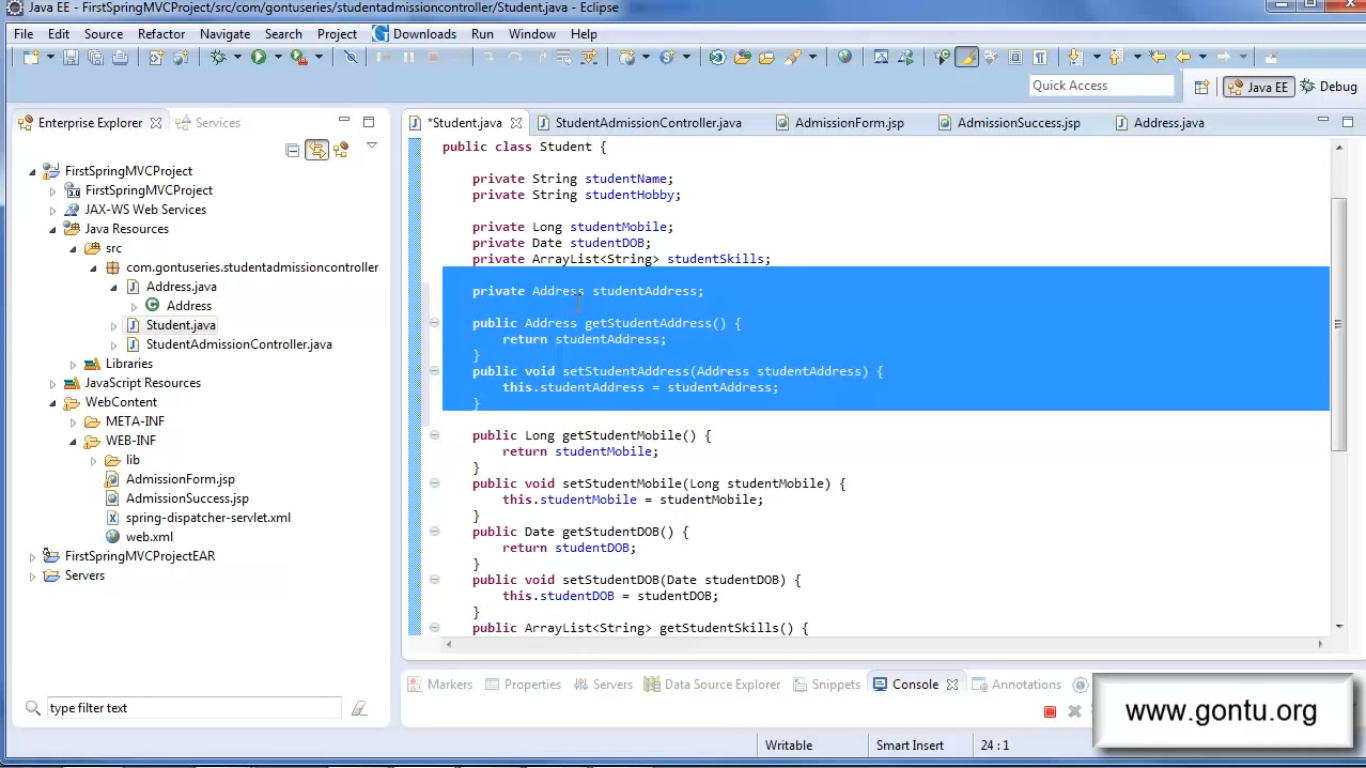 Java EE - FirstSpringMVCProject/src/com/gontuseries/studentadmissioncontroller/Student.java - Eclipse
File Edit Source Refactor Navigate Search Project Downloads Run Window Help
Quick Access
Java EE
Debug
Enterprise Explorer
Services
FirstSpringMVCProject
FirstSpringMVCProject
JAX-WS Web Services
Java Resources
src
com.gontuseries.studentadmissioncontroller
Address.java
Address
Student.java
StudentAdmissionController.java
Libraries
JavaScript Resources
WebContent
META-INF
WEB-INF
lib
AdmissionForm.jsp
AdmissionSuccess.jsp
spring-dispatcher-servlet.xml
web.xml
FirstSpringMVCProjectEAR
Servers
type filter text
*Student.java StudentAdmissionController.java AdmissionForm.jsp AdmissionSuccess.jsp Address.java
public class Student {
private String studentName;
private String studentHobby;
private Long studentMobile;
private Date studentDOB;
private ArrayList<String> studentSkills;
private Address studentAddress;
public Address getStudentAddress() {
return studentAddress;
}
public void setStudentAddress(Address studentAddress) {
this.studentAddress = studentAddress;
}
public Long getStudentMobile() {
return studentMobile;
}
public void setStudentMobile(Long studentMobile) {
this.studentMobile = studentMobile;
}
public Date getStudentDOB() {
return studentDOB;
}
public void setStudentDOB(Date studentDOB) {
this.studentDOB = studentDOB;
}
public ArrayList<String> getStudentSkills() {
Markers Properties Servers Data Source Explorer Snippets Console Annotations
www.gontu.org
Writable Smart Insert 24 : 1